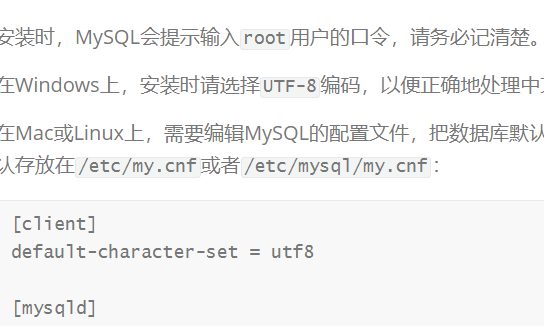 安装时，MySQL会提示输入root用户的口令，请务必记清楚。
在Windows上，安装时请选择UTF-8编码，以便正确地处理中
在Mac或Linux上，需要编辑MySQL的配置文件，把数据库默认
认存放在/etc/my.cnf或者/etc/mysql/my.cnf：
[client]
default-character-set = utf8
[mysqld]